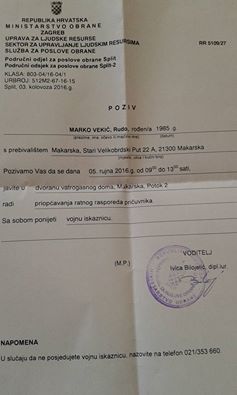 REPUBLIKA HRVATSKA
MINISTARSTVO OBRANE
ZAGREB
UPRAVA ZA LJUDSKE RESURSE
SEKTOR ZA UPRAVLJANJE LJUDSKIM RESURSIMA
SLUŽBA ZA POSLOVE OBRANE
RR 5109/27
Područni odjel za poslove obrane Split
Područni odsjek za poslove obrane Split-2
KLASA: 803-04/16-04/1
URBROJ: 512M2-67-16-15
Split, 03. kolovoza 2016.g.
POZIV
MARKO VEKIĆ, Rudo, rođen/a 1985 .g.
s prebivalištem Makarska, Stari Velikobrdski Put 22 A, 21300 Makarska
Pozivamo Vas da se dana 05. rujna 2016.g. od 09:00 do 13 sati,
javite u dvoranu vatrogasnog doma, Makarska, Potok 2
radi priopćavanja ratnog rasporeda pričuvnika.
Sa sobom ponijeti vojnu iskaznicu.
VODITELJ
(M.P.)
Ivica Bilojelić, dipl.iur.
NAPOMENA
U slučaju da ne posjedujete vojnu iskaznicu, nazovite na telefon 021/353 660.